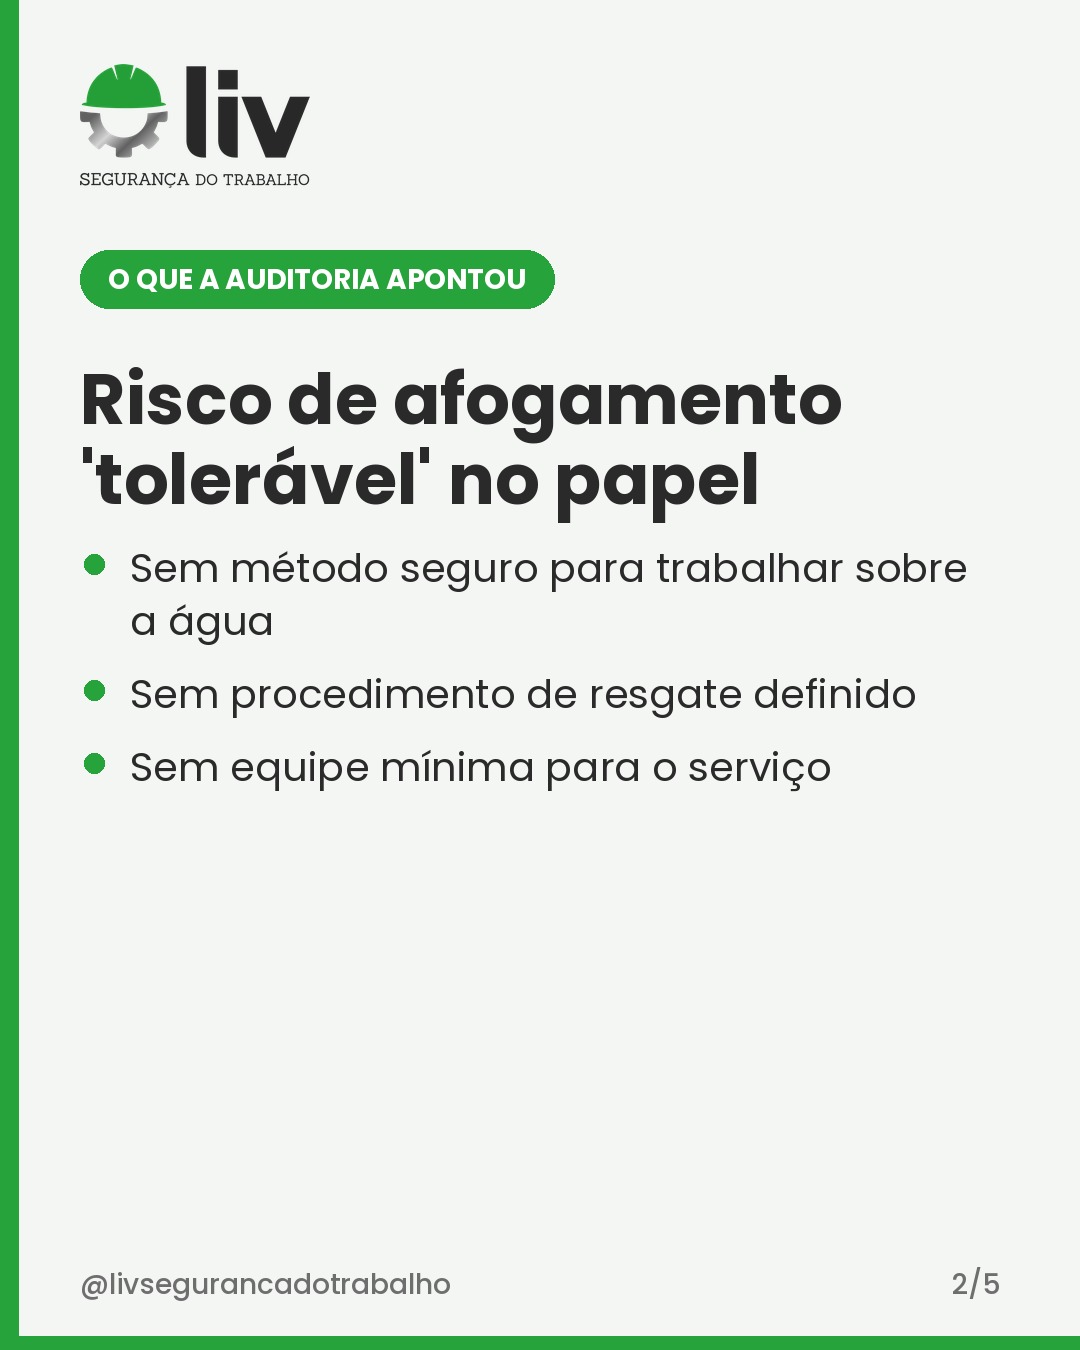 liv
SEGURANÇA DO TRABALHO
O QUE A AUDITORIA APONTOU
Risco de afogamento
'tolerável' no papel
Sem método seguro para trabalhar sobre
a água
Sem procedimento de resgate definido
Sem equipe mínima para o serviço
@livsegurancadotrabalho
2/5